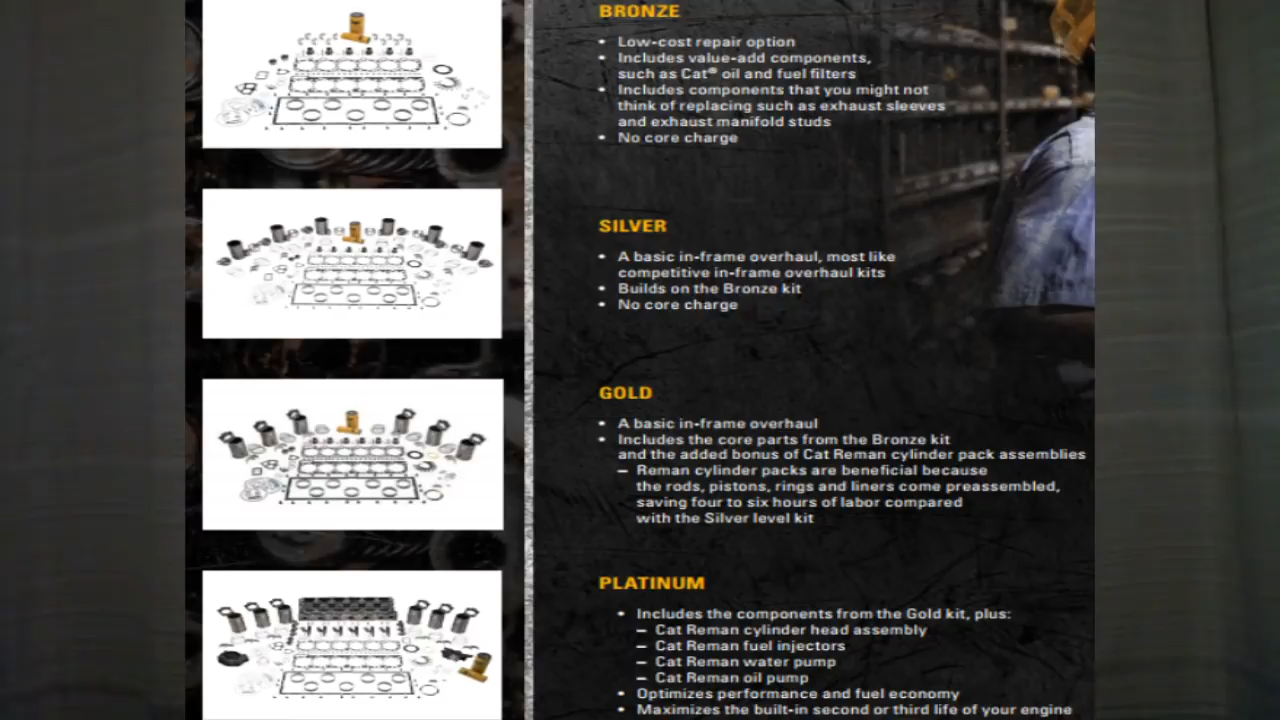 BRONZE
• Low-cost repair option
• Includes value-add components,
such as Cat® oil and fuel filters
• Includes components that you might not
think of replacing such as exhaust sleeves
and exhaust manifold studs
• No core charge
SILVER
• A basic in-frame overhaul, most like
competitive in-frame overhaul kits
• Builds on the Bronze kit
• No core charge
GOLD
• A basic in-frame overhaul
• Includes the core parts from the Bronze kit
and the added bonus of Cat Reman cylinder pack assemblies
– Reman cylinder packs are beneficial because
the rods, pistons, rings and liners come preassembled,
saving four to six hours of labor compared
with the Silver level kit
PLATINUM
• Includes the components from the Gold kit, plus:
– Cat Reman cylinder head assembly
– Cat Reman fuel injectors
– Cat Reman water pump
– Cat Reman oil pump
• Optimizes performance and fuel economy
• Maximizes the built-in second or third life of your engine